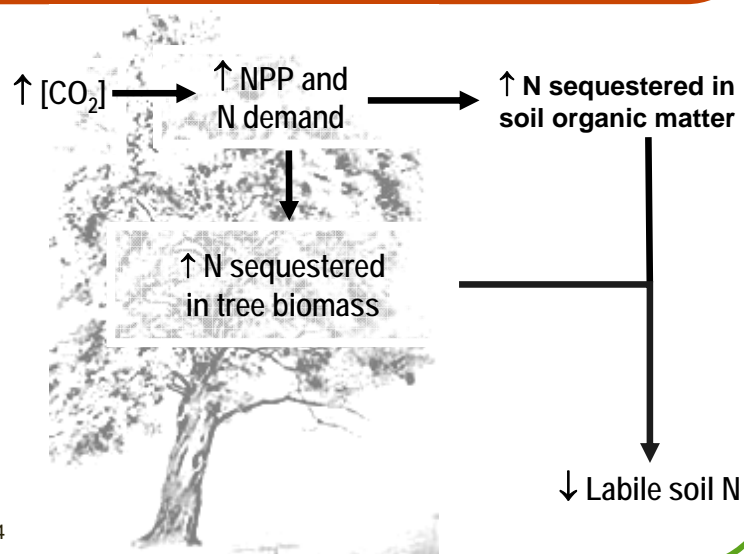 ↑ [CO₂]
↑ NPP and
N demand
↑ N sequestered in
soil organic matter
↑ N sequestered
in tree biomass
↓ Labile soil N
4